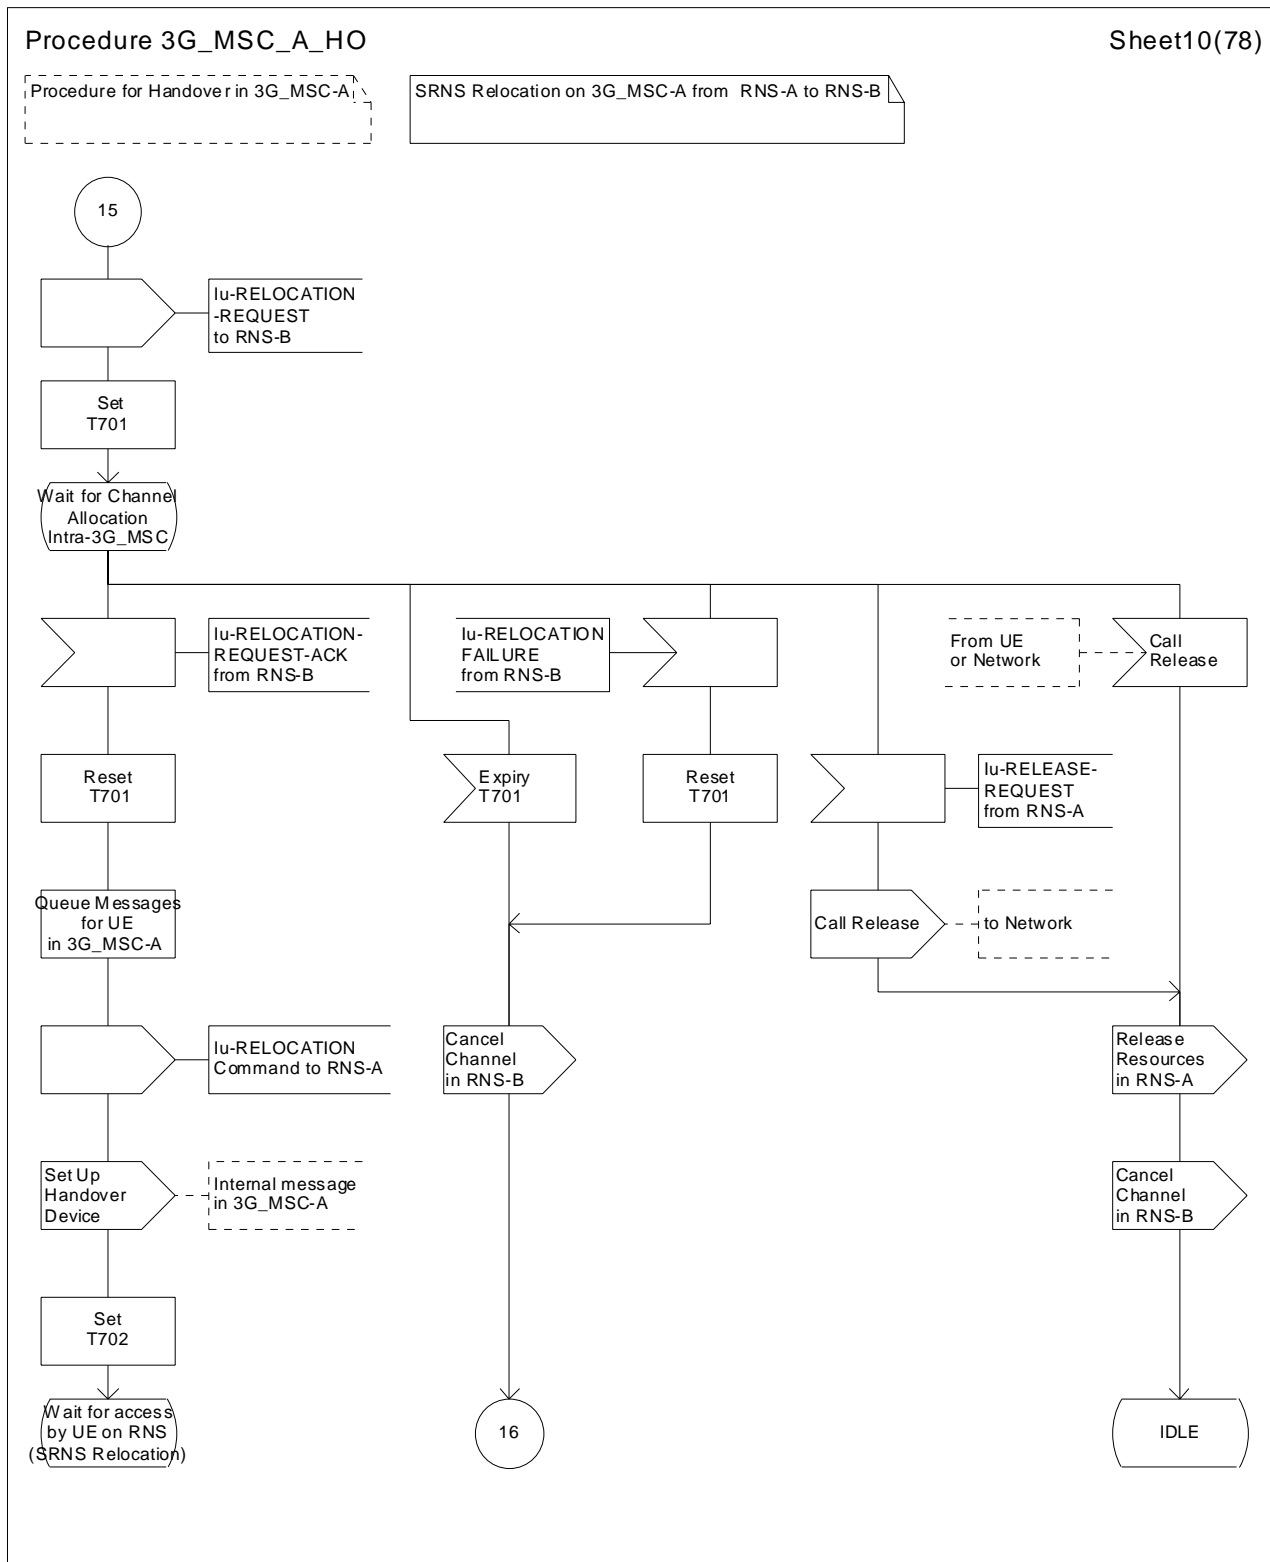 Procedure 3G_MSC_A_HO
Sheet10(78)
Procedure for Handover in 3G_MSC-A
SRNS Relocation on 3G_MSC-A from RNS-A to RNS-B
15
Iu-RELOCATION
-REQUEST
to RNS-B
Set
T701
Wait for Channel
Allocation
Intra-3G_MSC
Iu-RELOCATION-
REQUEST-ACK
from RNS-B
Iu-RELOCATION
FAILURE
from RNS-B
From UE
or Network
Call
Release
Reset
T701
Expiry
T701
Reset
T701
Iu-RELEASE-
REQUEST
from RNS-A
Queue Messages
for UE
in 3G_MSC-A
Call Release
to Network
Iu-RELOCATION
Command to RNS-A
Cancel
Channel
in RNS-B
Release
Resources
in RNS-A
Set Up
Handover
Device
Internal message
in 3G_MSC-A
Cancel
Channel
in RNS-B
Set
T702
Wait for access
by UE on RNS
(SRNS Relocation)
16
IDLE